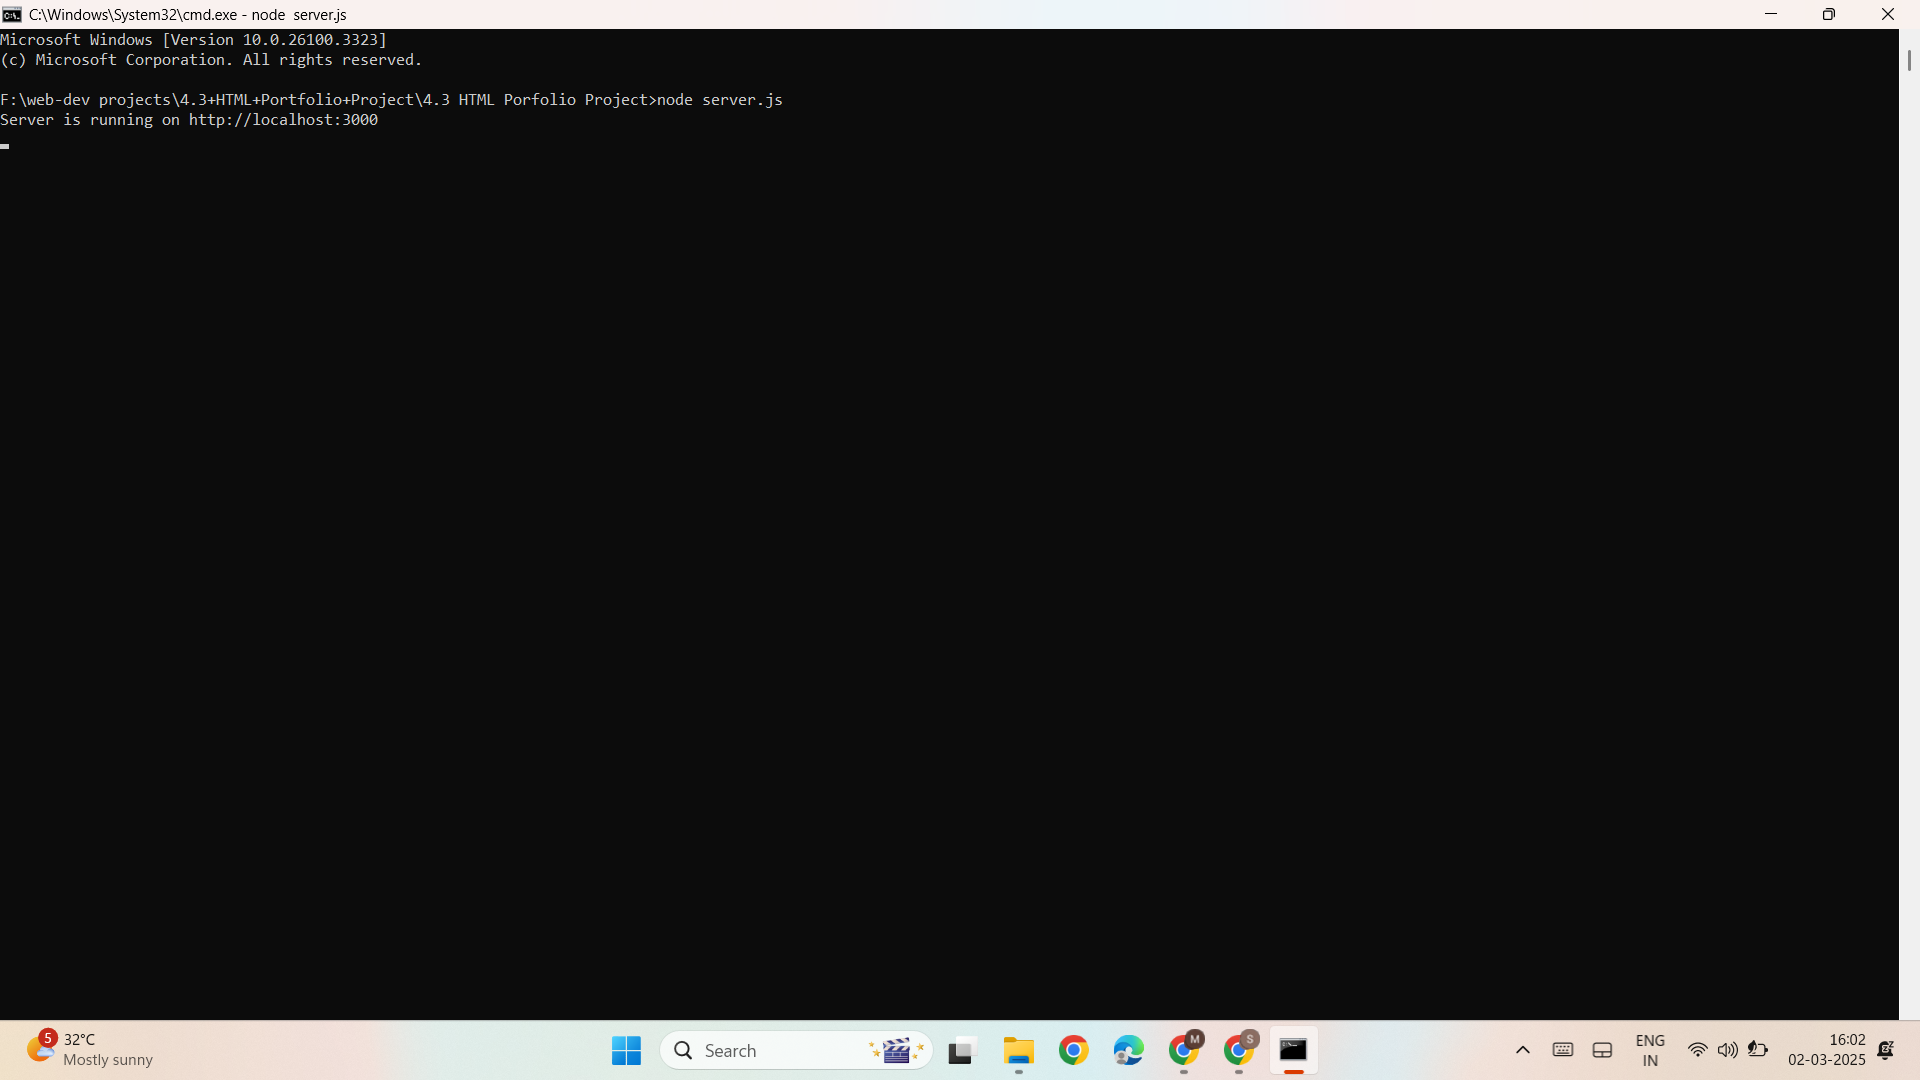 C:\Windows\System32\cmd.exe - node  server.js
Microsoft Windows [Version 10.0.26100.3323]
(c) Microsoft Corporation. All rights reserved.
F:\web-dev projects\4.3+HTML+Portfolio+Project\4.3 HTML Porfolio Project>node server.js
Server is running on http://localhost:3000
5
32°C
Mostly sunny
Search
M
S
ENG
IN
16:02
02-03-2025